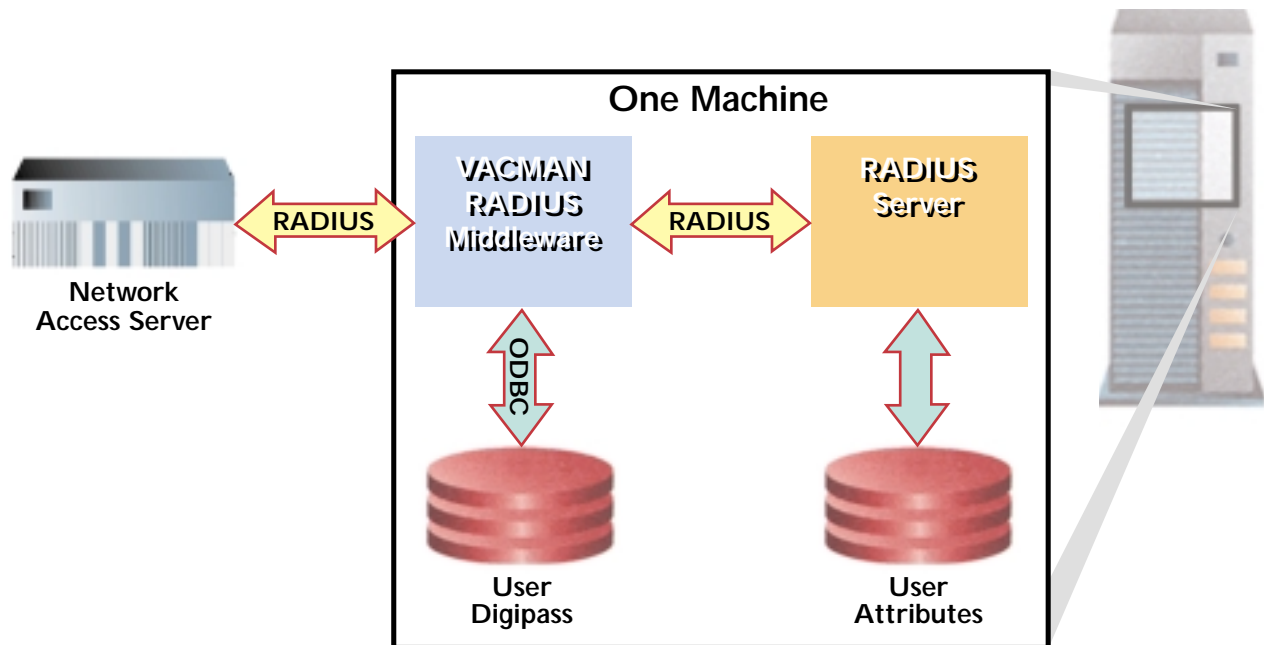 One Machine
VACMAN
RADIUS
Middleware
RADIUS
Server
RADIUS
RADIUS
Network
Access Server
ODBC
User
Digipass
User
Attributes